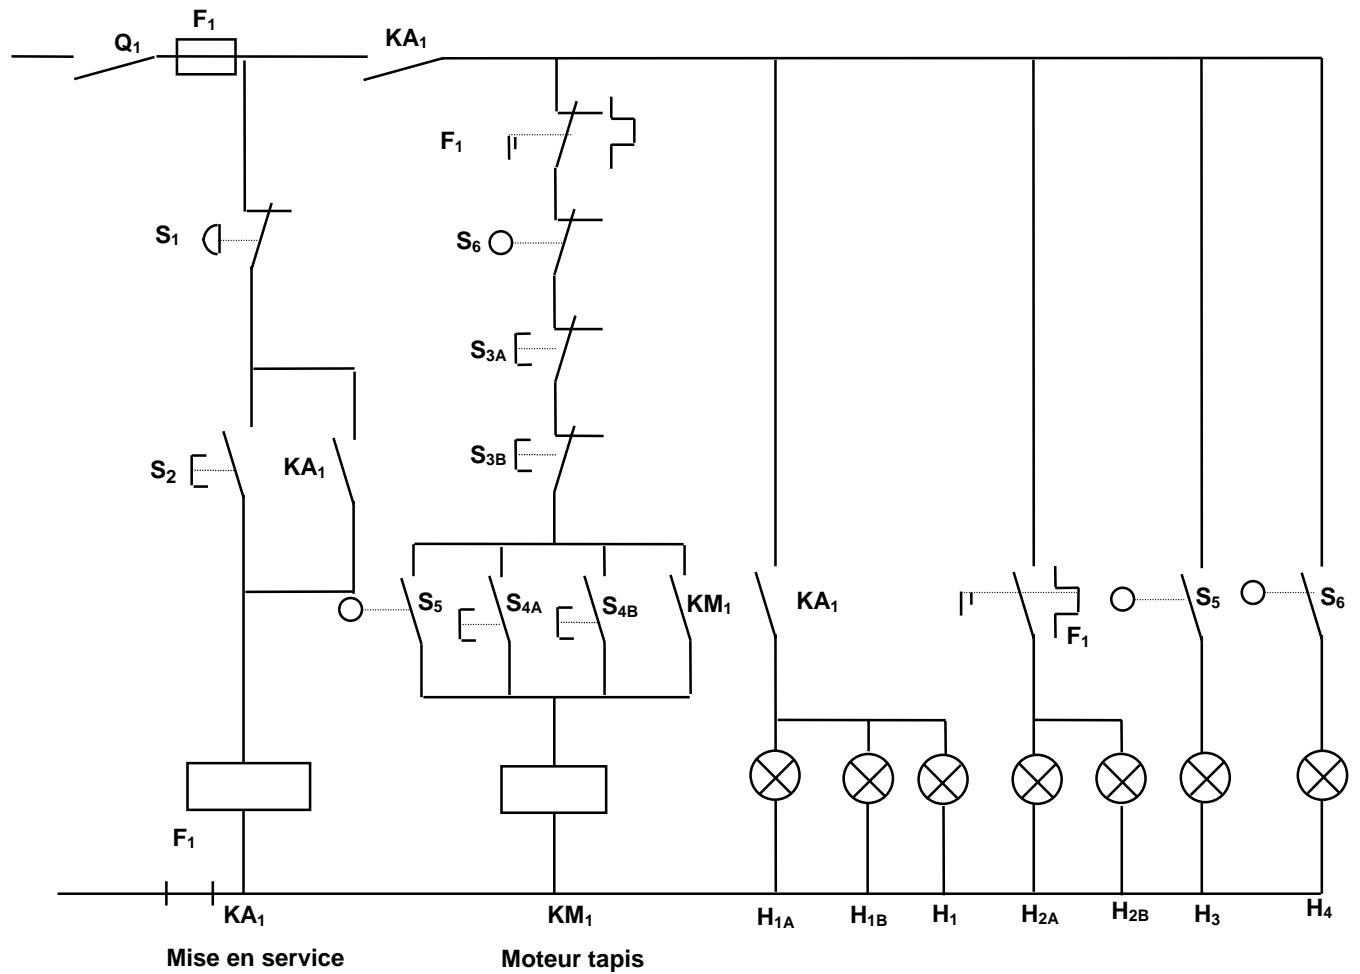 F1
Q1
KA1
F1
S1
S6
S3A
S2
KA1
S3B
S5
S4A
S4B
KM1
KA1
F1
S5
S6
F1
KA1
KM1
H1A
H1B
H1
H2A
H2B
H3
H4
Mise en service
Moteur tapis